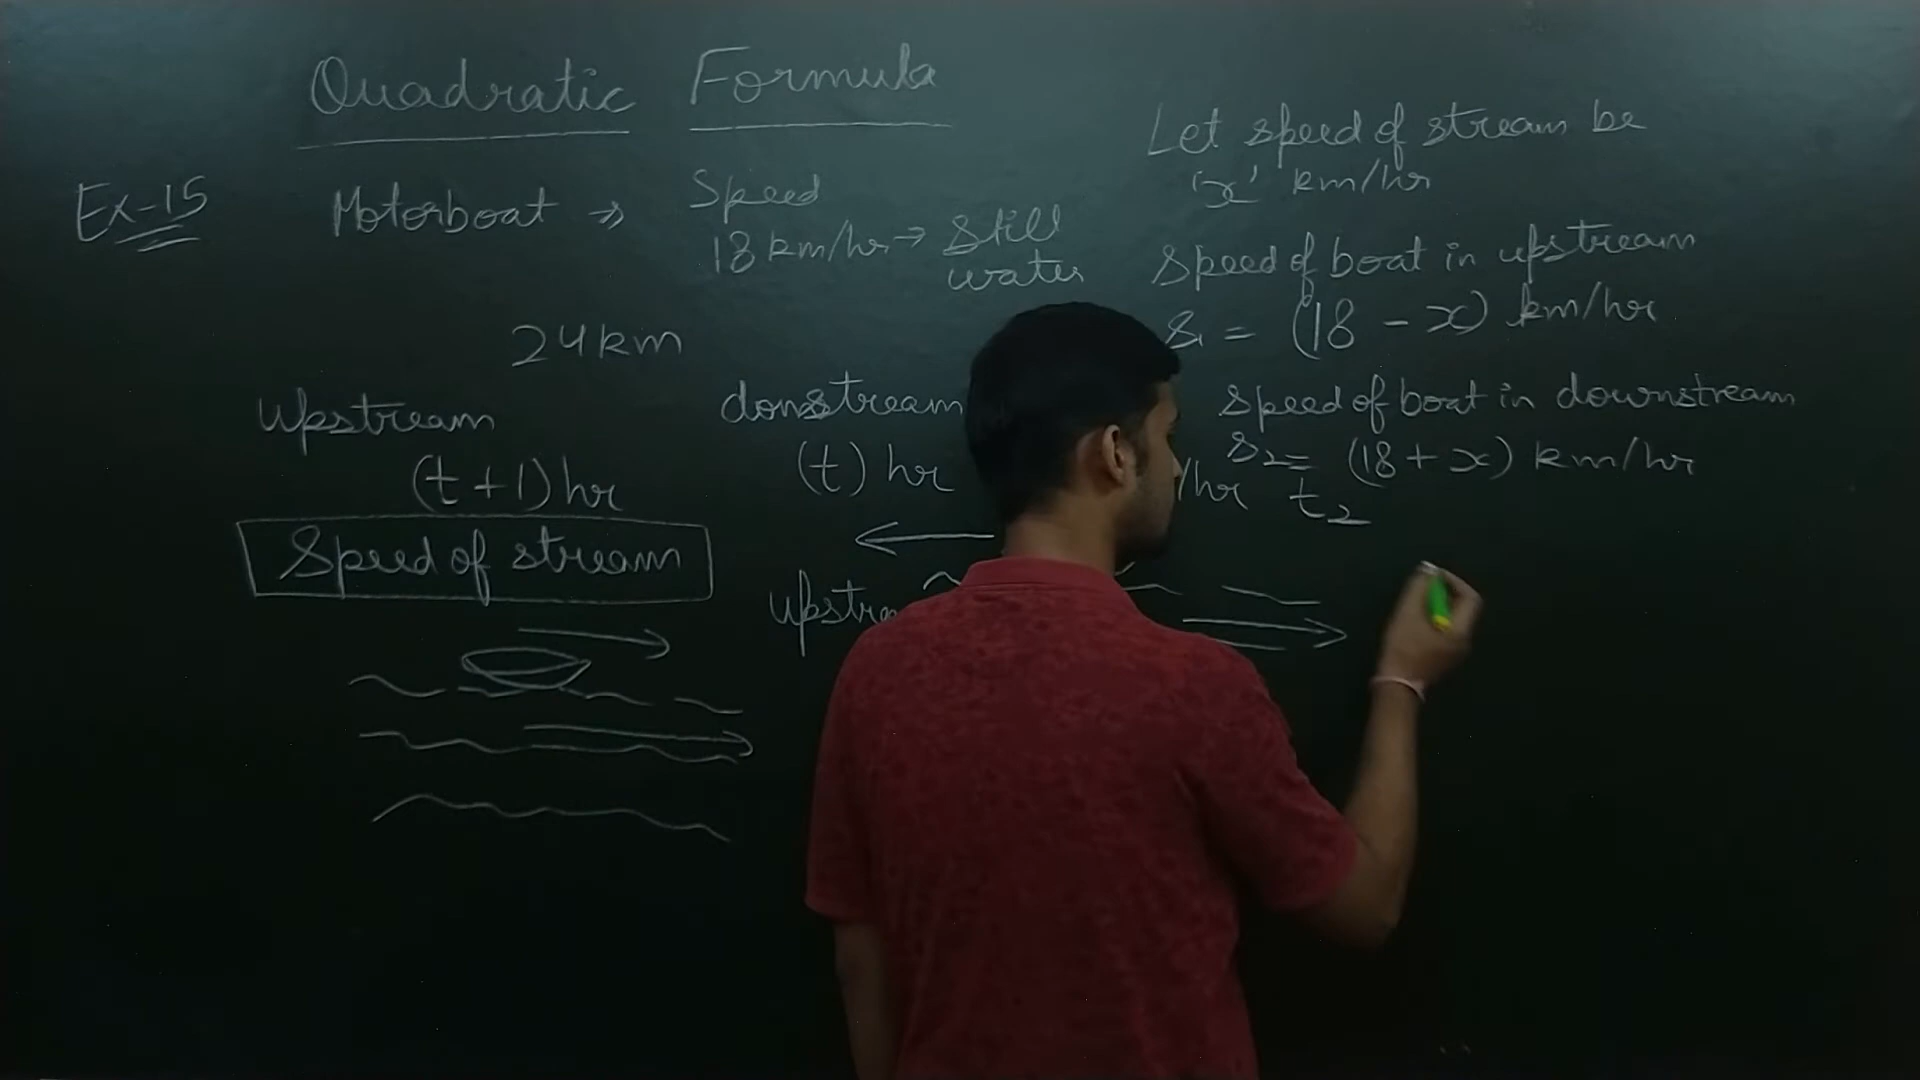 Quadratic Formula
Ex-15
Motorboat →
Speed
18 km/hr → Still
water
24 km
Upstream
donstream
(t+1) hr
(t) hr
Speed of stream
Let speed of stream be
'x' km/hr
Speed of boat in upstream
S1 = (18 - x) km/hr
Speed of boat in downstream
S2 = (18 + x) km/hr
/hr
t2